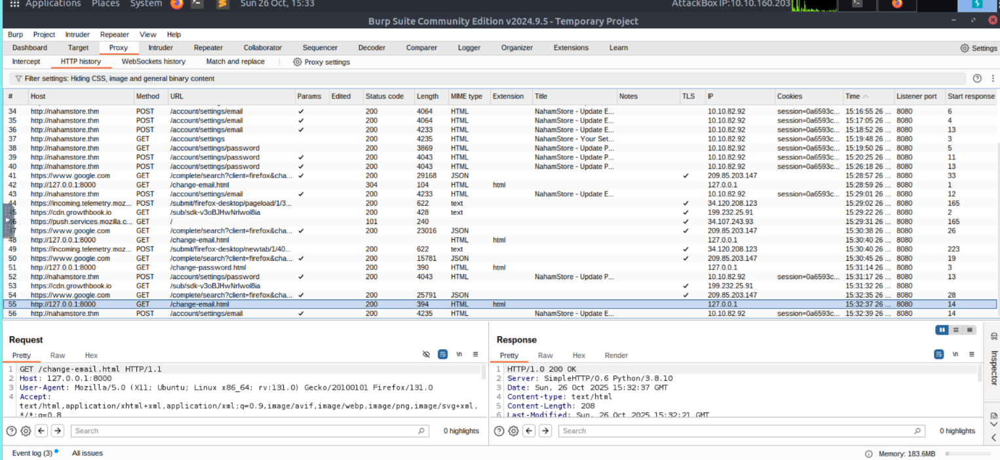 Applications Places System Sun 26 Oct, 15:33 AttackBox IP:10.10.160.203
Burp Suite Community Edition v2024.9.5 - Temporary Project
Burp Project Intruder Repeater View Help
Dashboard Target Proxy Intruder Repeater Collaborator Sequencer Decoder Comparer Logger Organizer Extensions Learn Settings
Intercept HTTP history WebSockets history Match and replace Proxy settings
Filter settings: Hiding CSS, image and general binary content
# Host Method URL Params Edited Status code Length MIME type Extension Title Notes TLS IP Cookies Time Listener port Start response
34 http://nahamstore.thm POST /account/settings/email ✓ 200 4064 HTML NahamStore - Update E... 10.10.82.92 session=0a6593c... 15:16:55 26 ... 8080 6
35 http://nahamstore.thm POST /account/settings/email ✓ 200 4064 HTML NahamStore - Update E... 10.10.82.92 session=0a6593c... 15:17:05 26 ... 8080 4
36 http://nahamstore.thm POST /account/settings/email ✓ 200 4233 HTML NahamStore - Update E... 10.10.82.92 session=0a6593c... 15:18:52 26 ... 8080 13
37 http://nahamstore.thm GET /account/settings 200 4235 HTML NahamStore - Your Set... 10.10.82.92 session=0a6593c... 15:19:48 26 ... 8080 3
38 http://nahamstore.thm GET /account/settings/password 200 3869 HTML NahamStore - Update P... 10.10.82.92 session=0a6593c... 15:19:50 26 ... 8080 5
39 http://nahamstore.thm POST /account/settings/password ✓ 200 4043 HTML NahamStore - Update P... 10.10.82.92 session=0a6593c... 15:20:25 26 ... 8080 11
40 http://nahamstore.thm POST /account/settings/password ✓ 200 4043 HTML NahamStore - Update P... 10.10.82.92 session=0a6593c... 15:26:18 26 ... 8080 13
41 https://www.google.com GET /complete/search?client=firefox&cha... ✓ 200 29168 JSON ✓ 209.85.203.147 15:28:57 26 ... 8080 33
42 http://127.0.0.1:8000 GET /change-email.html 304 104 HTML html 127.0.0.1 15:28:59 26 ... 8080 1
43 http://nahamstore.thm POST /account/settings/email ✓ 200 4233 HTML NahamStore - Update E... 10.10.82.92 session=0a6593c... 15:29:01 26 ... 8080 12
44 https://incoming.telemetry.moz... POST /submit/firefox-desktop/pageload/1/3... 200 622 text ✓ 34.120.208.123 15:29:02 26 ... 8080 165
45 https://cdn.growthbook.io GET /sub/sdk-v3oBJHwNrlwol8ia 200 428 text ✓ 199.232.25.91 15:29:22 26 ... 8080 2
46 https://push.services.mozilla.c... GET / 101 240 ✓ 34.107.243.93 15:29:31 26 ... 8080 165
47 https://www.google.com GET /complete/search?client=firefox&cha... ✓ 200 23016 JSON ✓ 209.85.203.147 15:30:38 26 ... 8080 26
48 http://127.0.0.1:8000 GET /change-email.html HTML html 127.0.0.1 15:30:40 26 ... 8080
49 https://incoming.telemetry.moz... POST /submit/firefox-desktop/newtab/1/40... 200 622 text ✓ 34.120.208.123 15:30:40 26 ... 8080 223
50 https://www.google.com GET /complete/search?client=firefox&cha... ✓ 200 15781 JSON ✓ 209.85.203.147 15:30:45 26 ... 8080 19
51 http://127.0.0.1:8000 GET /change-password.html 200 390 HTML html 127.0.0.1 15:31:14 26 ... 8080 3
52 http://nahamstore.thm POST /account/settings/password ✓ 200 4043 HTML NahamStore - Update P... 10.10.82.92 session=0a6593c... 15:31:17 26 ... 8080 13
53 https://cdn.growthbook.io GET /sub/sdk-v3oBJHwNrlwol8ia ✓ 199.232.25.91 15:31:32 26 ... 8080
54 https://www.google.com GET /complete/search?client=firefox&cha... ✓ 200 25791 JSON ✓ 209.85.203.147 15:32:35 26 ... 8080 28
55 http://127.0.0.1:8000 GET /change-email.html 200 394 HTML html 127.0.0.1 15:32:37 26 ... 8080 14
56 http://nahamstore.thm POST /account/settings/email ✓ 200 4235 HTML NahamStore - Update E... 10.10.82.92 session=0a6593c... 15:32:39 26 ... 8080 14
Request
Pretty Raw Hex \n
1 GET /change-email.html HTTP/1.1
2 Host: 127.0.0.1:8000
3 User-Agent: Mozilla/5.0 (X11; Ubuntu; Linux x86_64; rv:131.0) Gecko/20100101 Firefox/131.0
4 Accept:
text/html,application/xhtml+xml,application/xml;q=0.9,image/avif,image/webp,image/png,image/svg+xml,
*/*;q=0.8
Search 0 highlights
Response
Pretty Raw Hex Render \n
1 HTTP/1.0 200 OK
2 Server: SimpleHTTP/0.6 Python/3.8.10
3 Date: Sun, 26 Oct 2025 15:32:37 GMT
4 Content-type: text/html
5 Content-Length: 208
6 Last-Modified: Sun, 26 Oct 2025 15:32:21 GMT
Search 0 highlights
Inspector
Event log (3) All issues Memory: 183.6MB